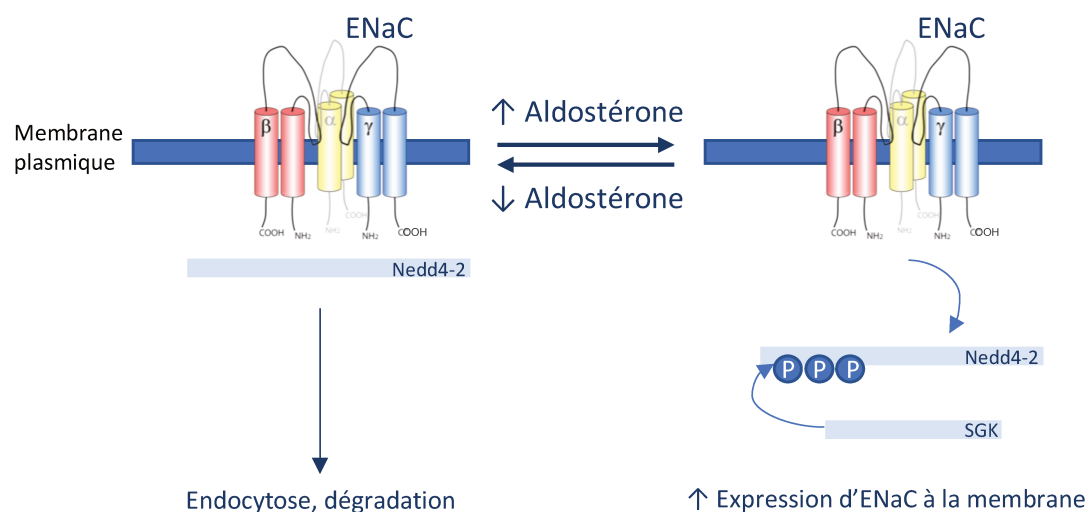 ENaC
ENaC
β
α
γ
β
α
γ
Membrane
plasmique
↑ Aldostérone
↓ Aldostérone
COOH
NH2
NH2
COOH
NH2
COOH
COOH
NH2
NH2
COOH
NH2
COOH
Nedd4-2
Nedd4-2
P P P
SGK
Endocytose, dégradation
↑ Expression d’ENaC à la membrane